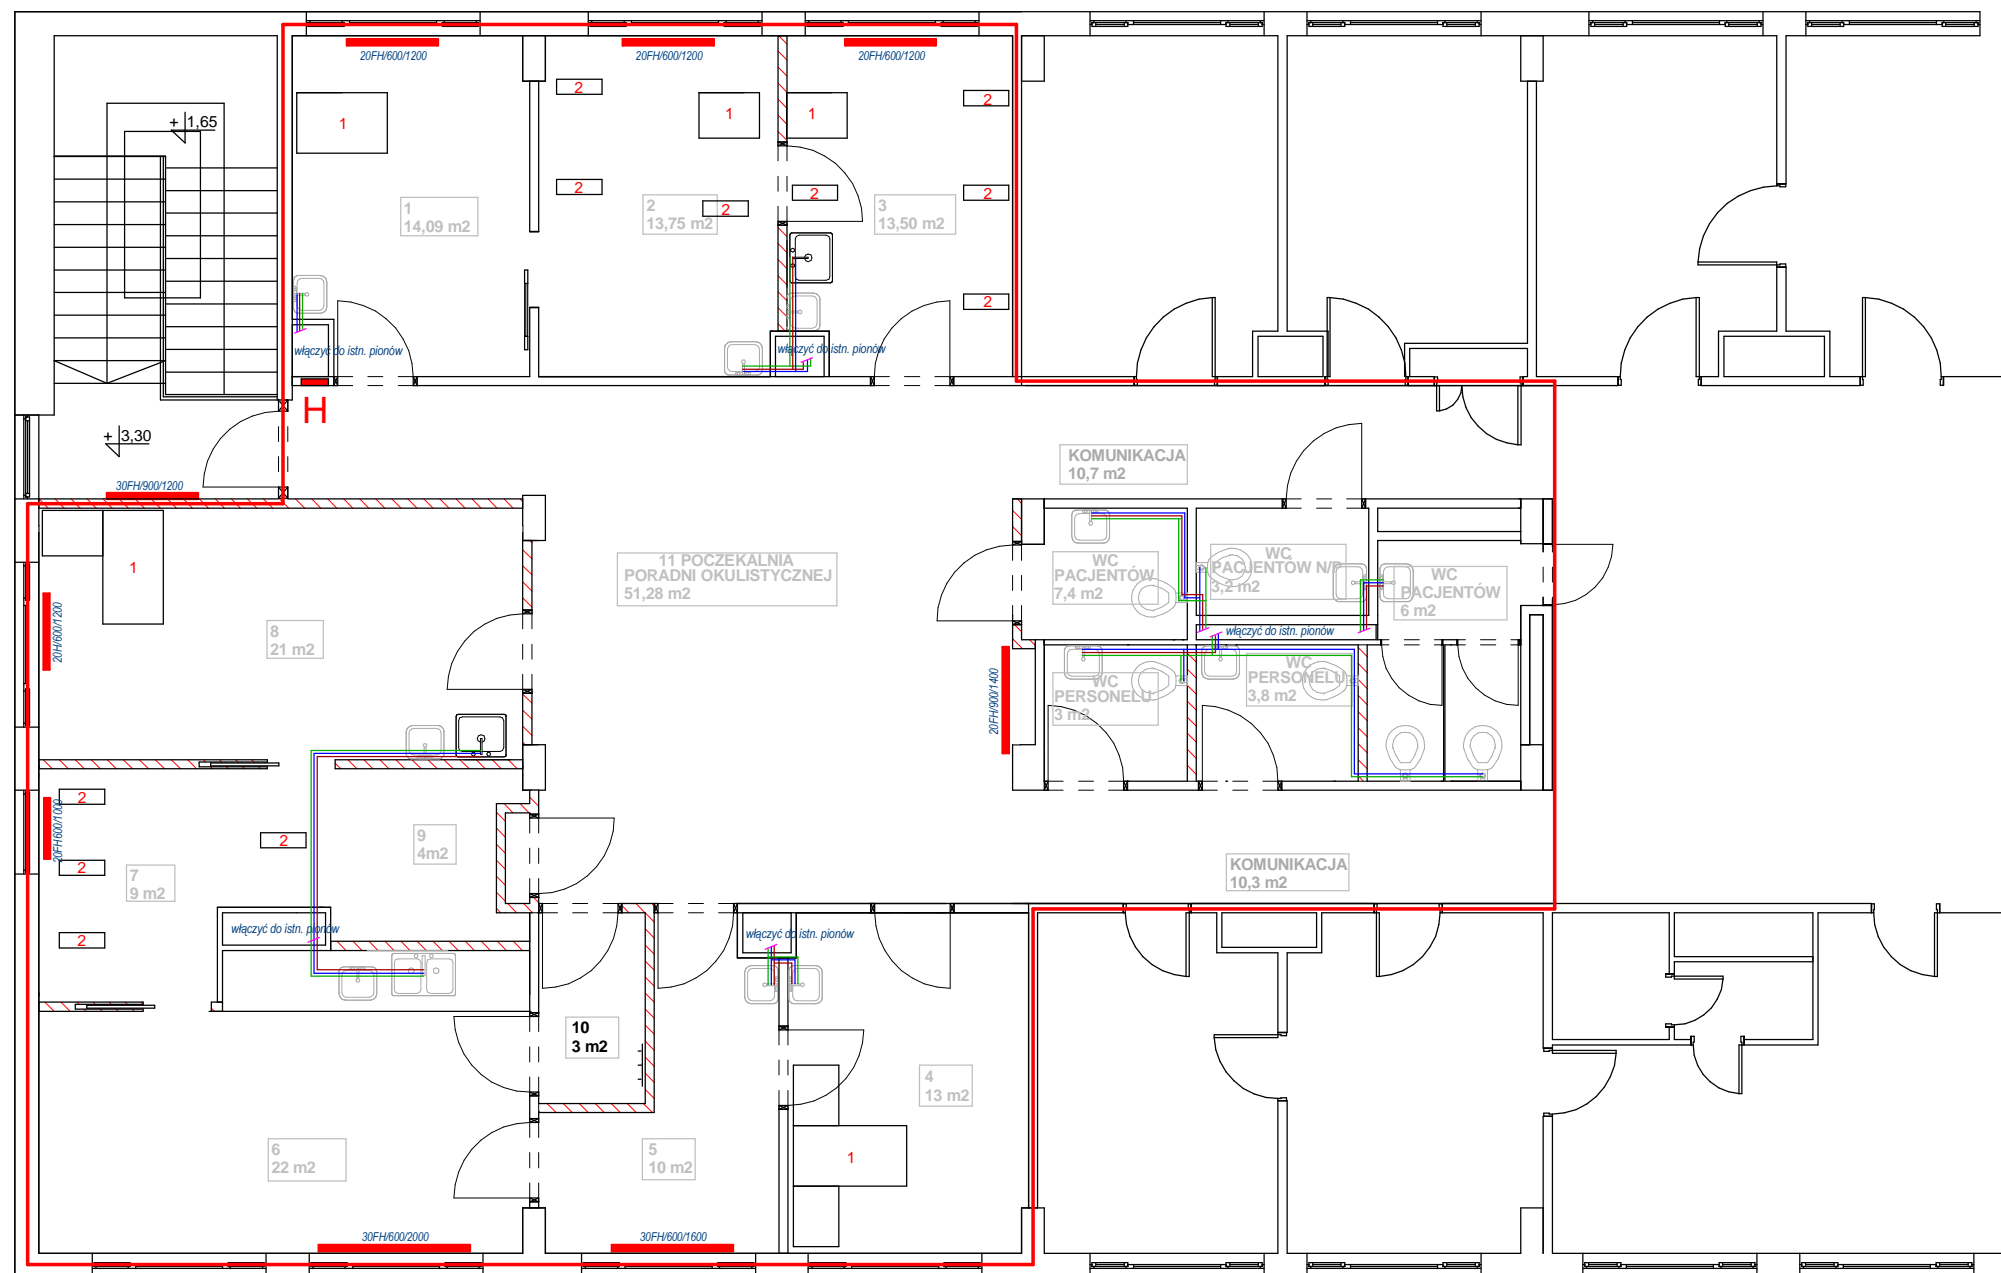 20FH/600/1200
20FH/600/1200
20FH/600/1200
+ 1,65
1
2
1
1
2
2
2
2
2
2
1
14,09 m2
2
13,75 m2
3
13,50 m2
2
włączyć do istn. pionów
włączyć do istn. pionów
H
+ 3,30
KOMUNIKACJA
10,7 m2
30FH/900/1200
1
11 POCZEKALNIA
PORADNI OKULISTYCZNEJ
51,28 m2
WC
PACJENTÓW
7,4 m2
WC
PACJENTÓW N/P
3,2 m2
WC
PACJENTÓW
6 m2
20H/600/1200
8
21 m2
włączyć do istn. pionów
20FH/900/1400
WC
PERSONELU
3 m2
WC
PERSONELU
3,8 m2
20FH600/1000
2
2
2
2
9
4m2
7
9 m2
KOMUNIKACJA
10,3 m2
włączyć do istn. pionów
włączyć do istn. pionów
10
3 m2
4
13 m2
6
22 m2
5
10 m2
1
30FH/600/2000
30FH/600/1600